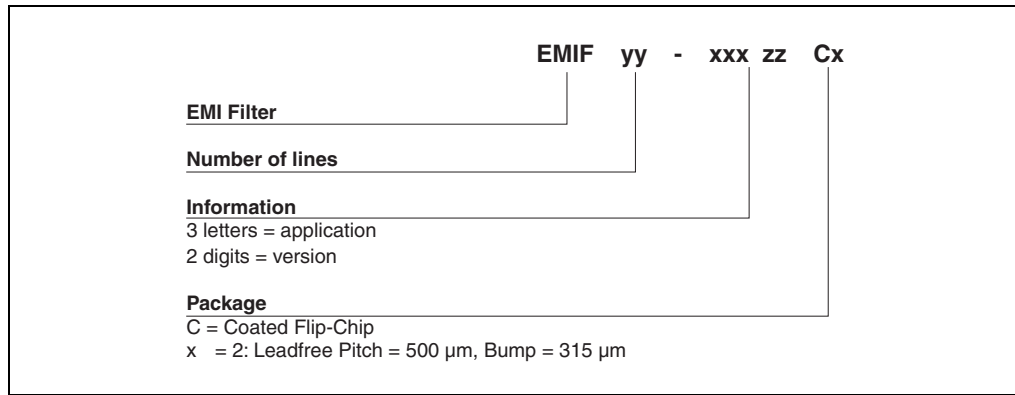 EMIF yy - xxx zz Cx
EMI Filter
Number of lines
Information
3 letters = application
2 digits = version
Package
C = Coated Flip-Chip
x = 2: Leadfree Pitch = 500 µm, Bump = 315 µm